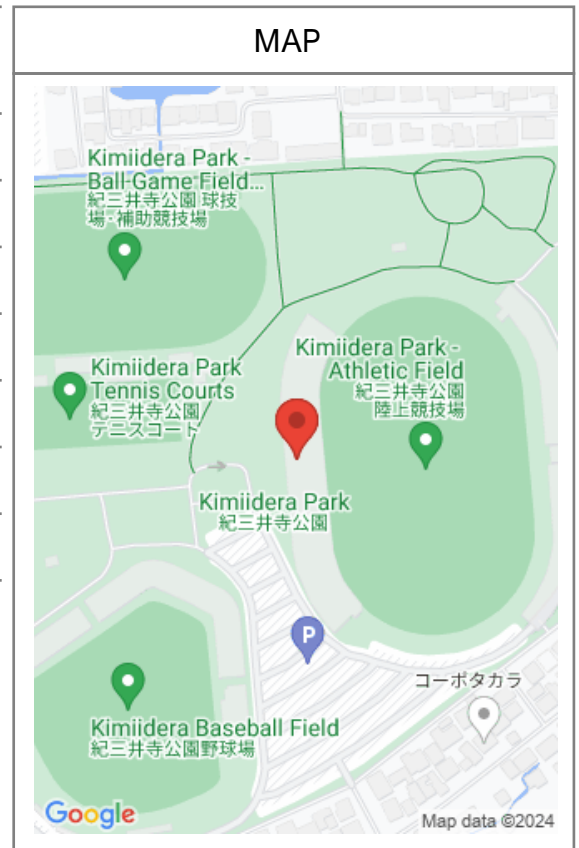 MAP
Kimiidera Park -
Ball Game Field...
紀三井寺公園 球技
場・補助競技場
Kimiidera Park -
Athletic Field
紀三井寺公園
陸上競技場
Kimiidera Park
Tennis Courts
紀三井寺公園
テニスコート
Kimiidera Park
紀三井寺公園
P
コーポタカラ
Kimiidera Baseball Field
紀三井寺公園野球場
Google
Map data ©2024